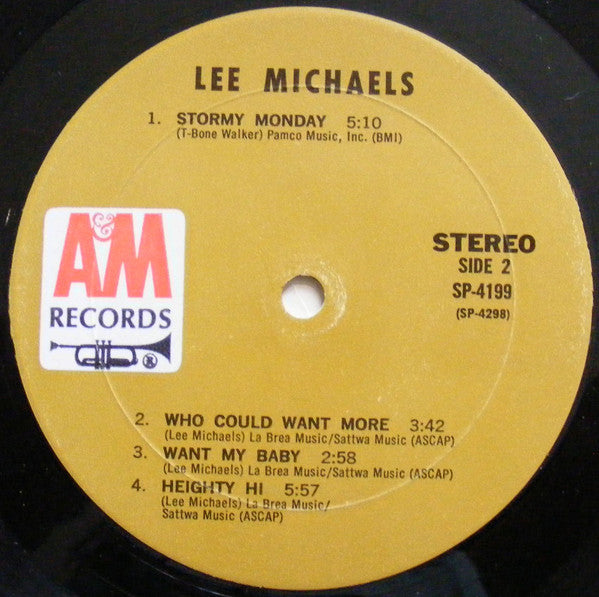 LEE MICHAELS
1. STORMY MONDAY 5:10
(T-Bone Walker) Pamco Music, Inc. (BMI)
A&M
RECORDS
®
STEREO
SIDE 2
SP-4199
(SP-4298)
2. WHO COULD WANT MORE 3:42
(Lee Michaels) La Brea Music/Sattwa Music (ASCAP)
3. WANT MY BABY 2:58
(Lee Michaels) La Brea Music/Sattwa Music (ASCAP)
4. HEIGHTY HI 5:57
(Lee Michaels) La Brea Music/
Sattwa Music (ASCAP)